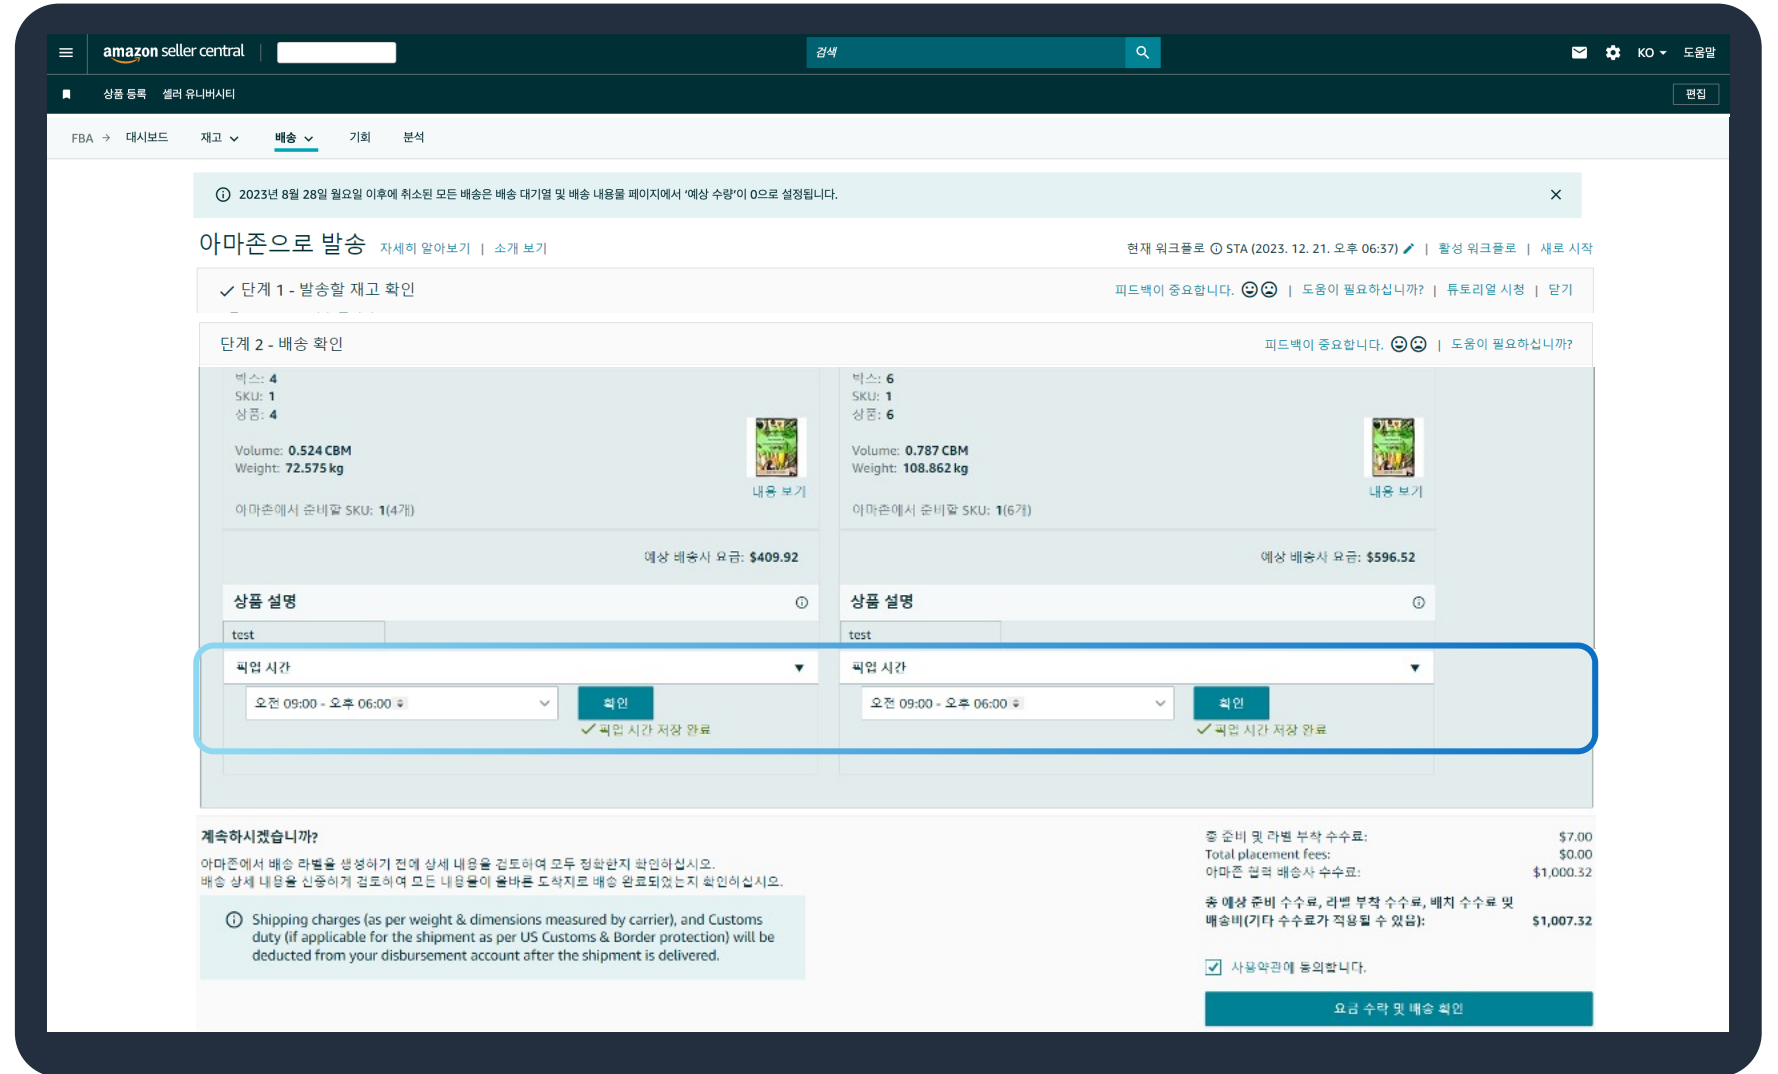 amazon seller central
검색
KO
도움말
상품 등록
셀러 유니버시티
편집
FBA → 대시보드
재고
배송
기회
분석
2023년 8월 28일 월요일 이후에 취소된 모든 배송은 배송 대기열 및 배송 내용물 페이지에서 '예상 수량'이 0으로 설정됩니다.
아마존으로 발송 자세히 알아보기 | 소개 보기
현재 워크플로 STA (2023. 12. 21. 오후 06:37) | 활성 워크플로 | 새로 시작
단계 1 - 발송할 재고 확인
피드백이 중요합니다. | 도움이 필요하십니까? | 튜토리얼 시청 | 닫기
단계 2 - 배송 확인
피드백이 중요합니다. | 도움이 필요하십니까?
박스: 4
SKU: 1
상품: 4
Volume: 0.524 CBM
Weight: 72.575 kg
내용 보기
아마존에서 준비할 SKU: 1(4개)
예상 배송사 요금: $409.92
상품 설명
test
픽업 시간
오전 09:00 - 오후 06:00
확인
픽업 시간 저장 완료
박스: 6
SKU: 1
상품: 6
Volume: 0.787 CBM
Weight: 108.862 kg
내용 보기
아마존에서 준비할 SKU: 1(6개)
예상 배송사 요금: $596.52
상품 설명
test
픽업 시간
오전 09:00 - 오후 06:00
확인
픽업 시간 저장 완료
계속하시겠습니까?
아마존에서 배송 라벨을 생성하기 전에 상세 내용을 검토하여 모두 정확한지 확인하십시오.
배송 상세 내용을 신중하게 검토하여 모든 내용물이 올바른 도착지로 배송 완료되었는지 확인하십시오.
Shipping charges (as per weight & dimensions measured by carrier), and Customs
duty (if applicable for the shipment as per US Customs & Border protection) will be
deducted from your disbursement account after the shipment is delivered.
총 준비 및 라벨 부착 수수료: $7.00
Total placement fees: $0.00
아마존 협력 배송사 수수료: $1,000.32
총 예상 준비 수수료, 라벨 부착 수수료, 배치 수수료 및
배송비(기타 수수료가 적용될 수 있음): $1,007.32
사용약관에 동의합니다.
요금 수락 및 배송 확인